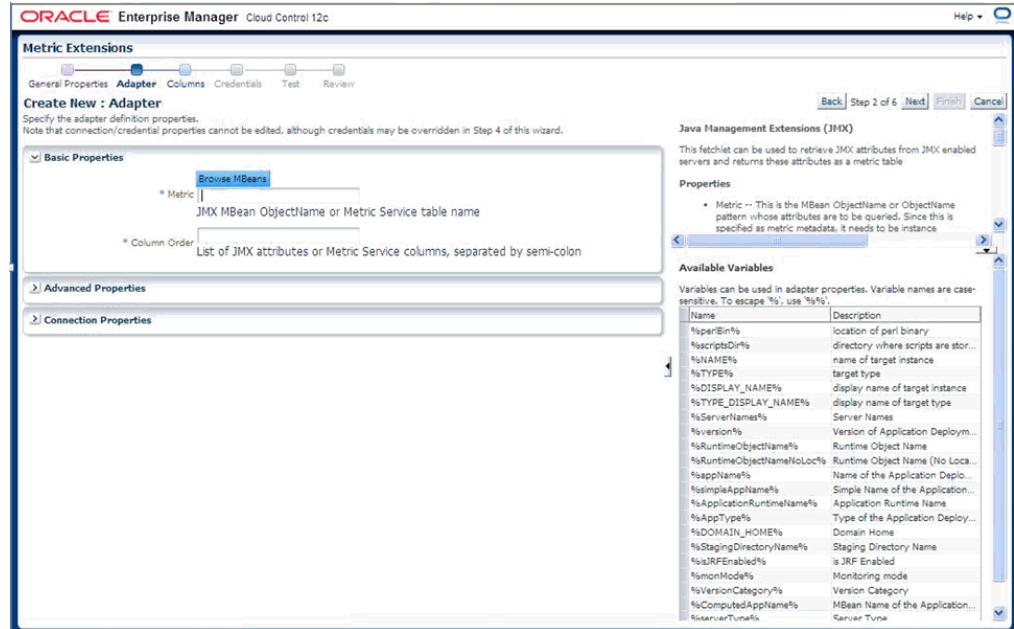 ORACLE Enterprise Manager Cloud Control 12c
Help
Metric Extensions
General Properties Adapter Columns Credentials Test Review
Create New : Adapter
Back Step 2 of 6 Next Finish Cancel
Specify the adapter definition properties.
Note that connection/credential properties cannot be edited, although credentials may be overridden in Step 4 of this wizard.
Basic Properties
Browse MBeans
* Metric
JMX MBean ObjectName or Metric Service table name
* Column Order
List of JMX attributes or Metric Service columns, separated by semi-colon
Advanced Properties
Connection Properties
Java Management Extensions (JMX)
This fetchlet can be used to retrieve JMX attributes from JMX enabled
servers and returns these attributes as a metric table
Properties
• Metric -- This is the MBean ObjectName or ObjectName
pattern whose attributes are to be queried. Since this is
specified as metric metadata, it needs to be instance
Available Variables
Variables can be used in adapter properties. Variable names are case-
sensitive. To escape '%', use '%%'.
Name Description
%perlBin% location of perl binary
%scriptsDir% directory where scripts are stor...
%NAME% name of target instance
%TYPE% target type
%DISPLAY_NAME% display name of target instance
%TYPE_DISPLAY_NAME% display name of target type
%ServerNames% Server Names
%version% Version of Application Deploym...
%RuntimeObjectName% Runtime Object Name
%RuntimeObjectNameNoLoc% Runtime Object Name (No Loca...
%appName% Name of the Application Deplo...
%simpleAppName% Simple Name of the Application...
%ApplicationRuntimeName% Application Runtime Name
%AppType% Type of the Application Deploy...
%DOMAIN_HOME% Domain Home
%StagingDirectoryName% Staging Directory Name
%isJRFEnabled% is JRF Enabled
%monMode% Monitoring mode
%VersionCategory% Version Category
%ComputedAppName% MBean Name of the Application...
%serverType% Server Type